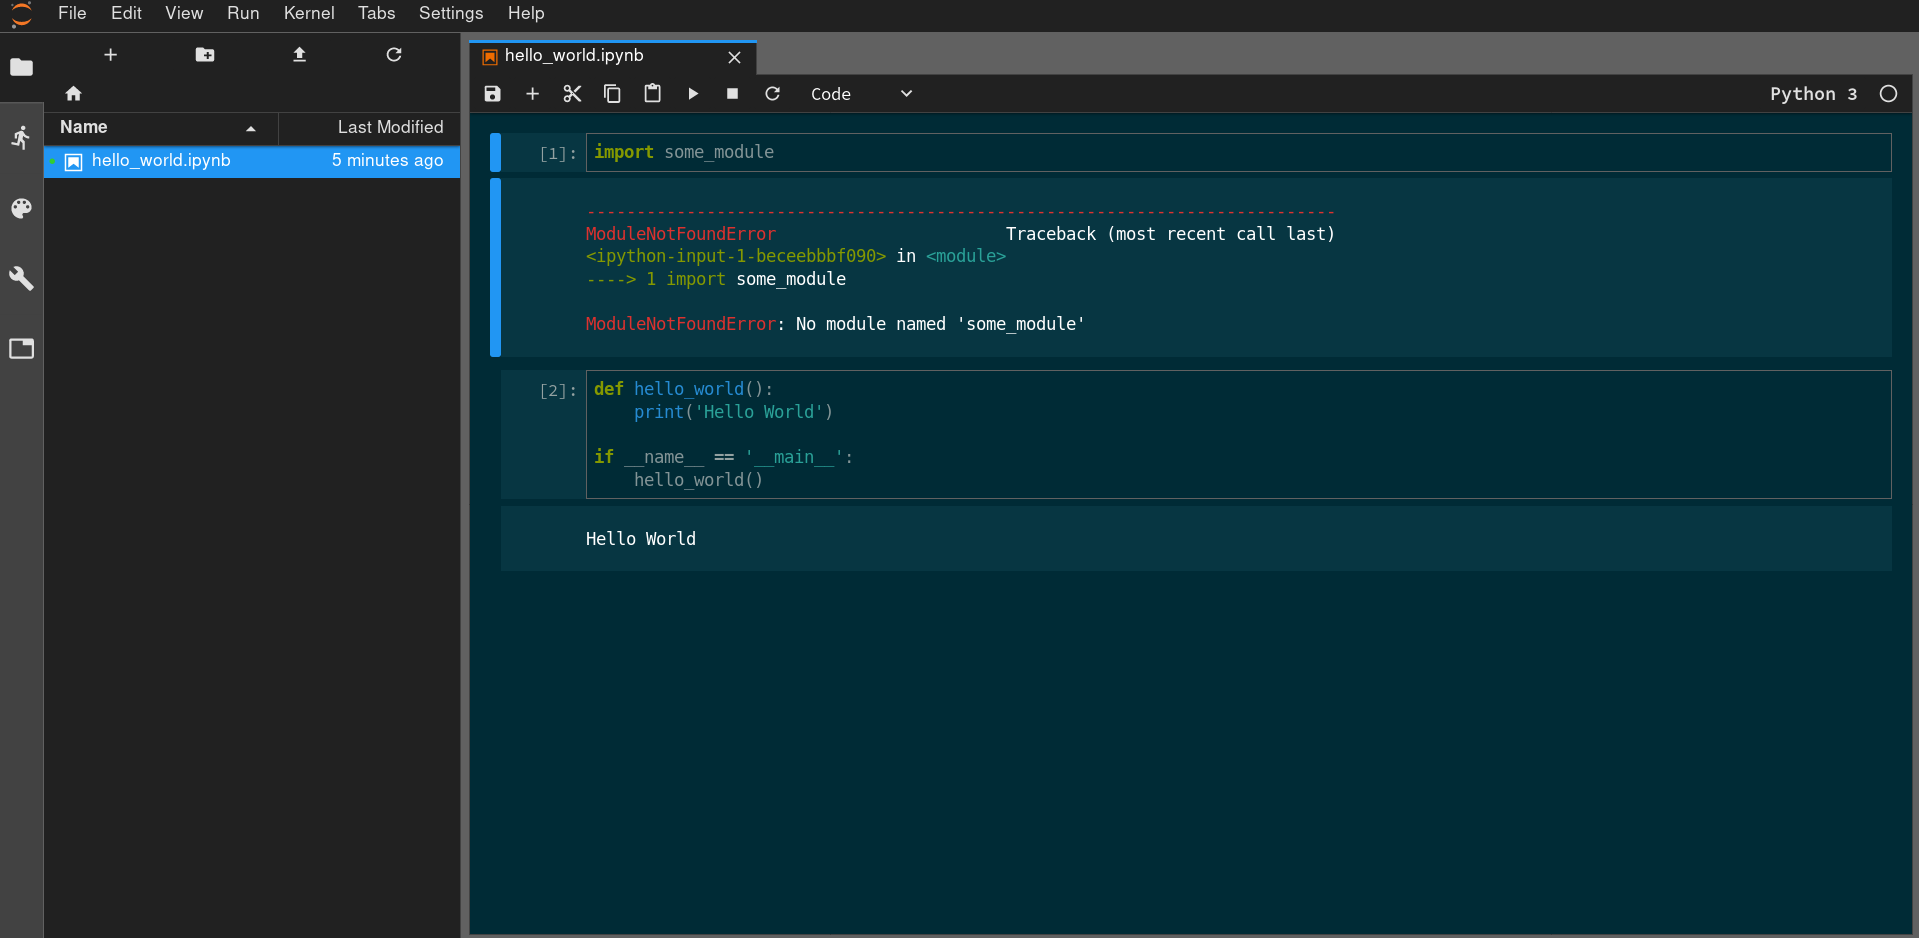 File Edit View Run Kernel Tabs Settings Help
hello_world.ipynb
Code
Python 3
Name Last Modified
hello_world.ipynb 5 minutes ago
[1]: import some_module
---------------------------------------------------------------------------
ModuleNotFoundError                       Traceback (most recent call last)
<ipython-input-1-beceebbbf090> in <module>
----> 1 import some_module
ModuleNotFoundError: No module named 'some_module'
[2]: def hello_world():
    print('Hello World')
if __name__ == '__main__':
    hello_world()
Hello World